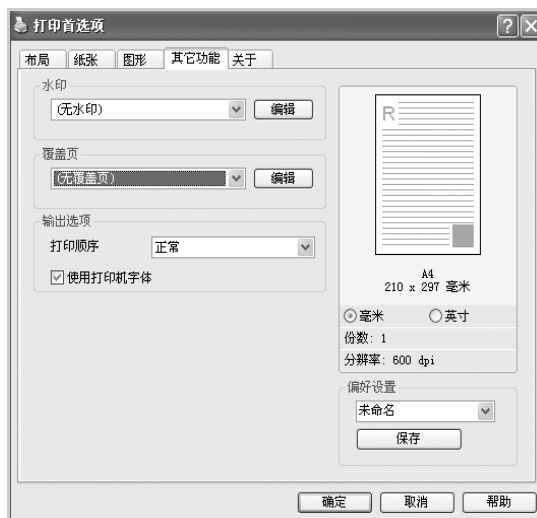 打印首选项
布局 纸张 图形 其它功能 关于
水印
(无水印) 编辑
覆盖页
(无覆盖页) 编辑
输出选项
打印顺序 正常
使用打印机字体
R
A4
210 x 297 毫米
毫米 英寸
份数: 1
分辨率: 600 dpi
偏好设置
未命名
保存
确定 取消 帮助